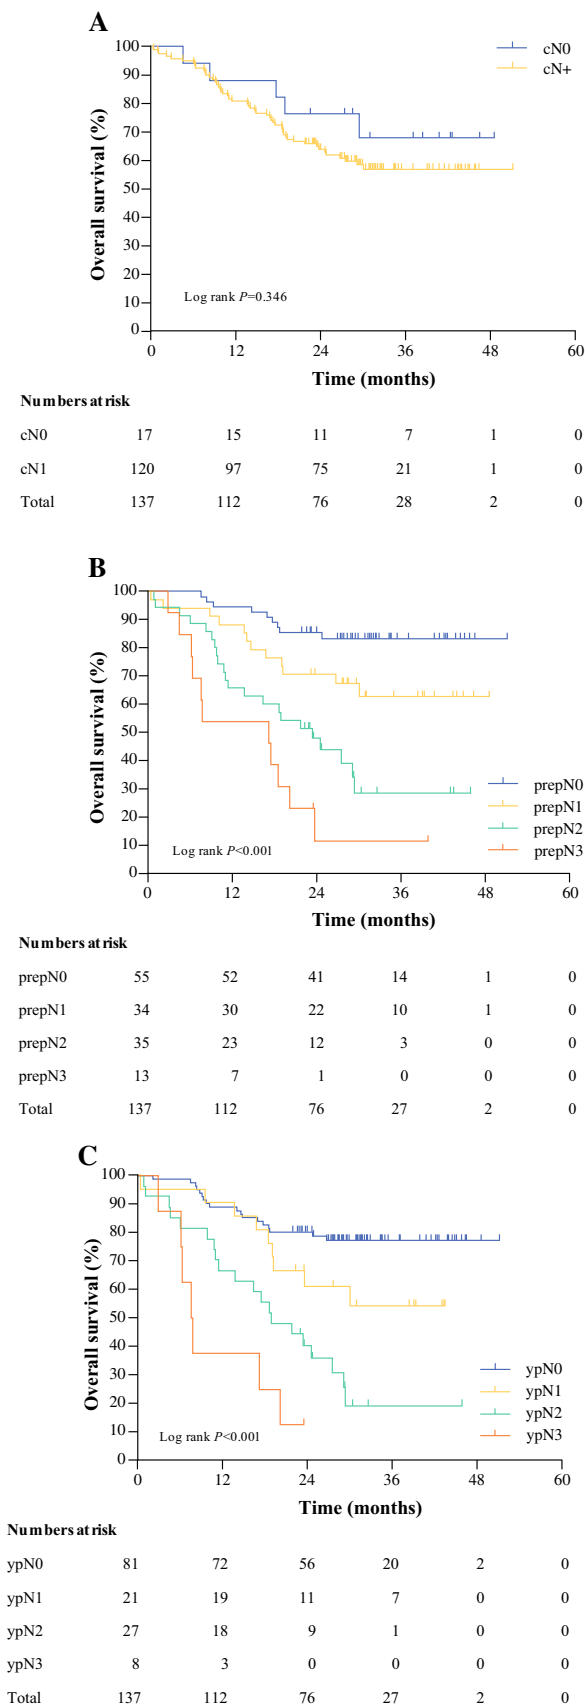 A
100
90
80
70
60
50
40
30
20
10
0
Overall survival (%)
cN0
cN+
Log rank P=0.346
0 12 24 36 48 60
Time (months)
Numbers at risk
cN0 17 15 11 7 1 0
cN1 120 97 75 21 1 0
Total 137 112 76 28 2 0
B
100
90
80
70
60
50
40
30
20
10
0
Overall survival (%)
prepN0
prepN1
prepN2
prepN3
Log rank P<0.001
0 12 24 36 48 60
Time (months)
Numbers at risk
prepN0 55 52 41 14 1 0
prepN1 34 30 22 10 1 0
prepN2 35 23 12 3 0 0
prepN3 13 7 1 0 0 0
Total 137 112 76 27 2 0
C
100
90
80
70
60
50
40
30
20
10
0
Overall survival (%)
ypN0
ypN1
ypN2
ypN3
Log rank P<0.001
0 12 24 36 48 60
Time (months)
Numbers at risk
ypN0 81 72 56 20 2 0
ypN1 21 19 11 7 0 0
ypN2 27 18 9 1 0 0
ypN3 8 3 0 0 0 0
Total 137 112 76 27 2 0